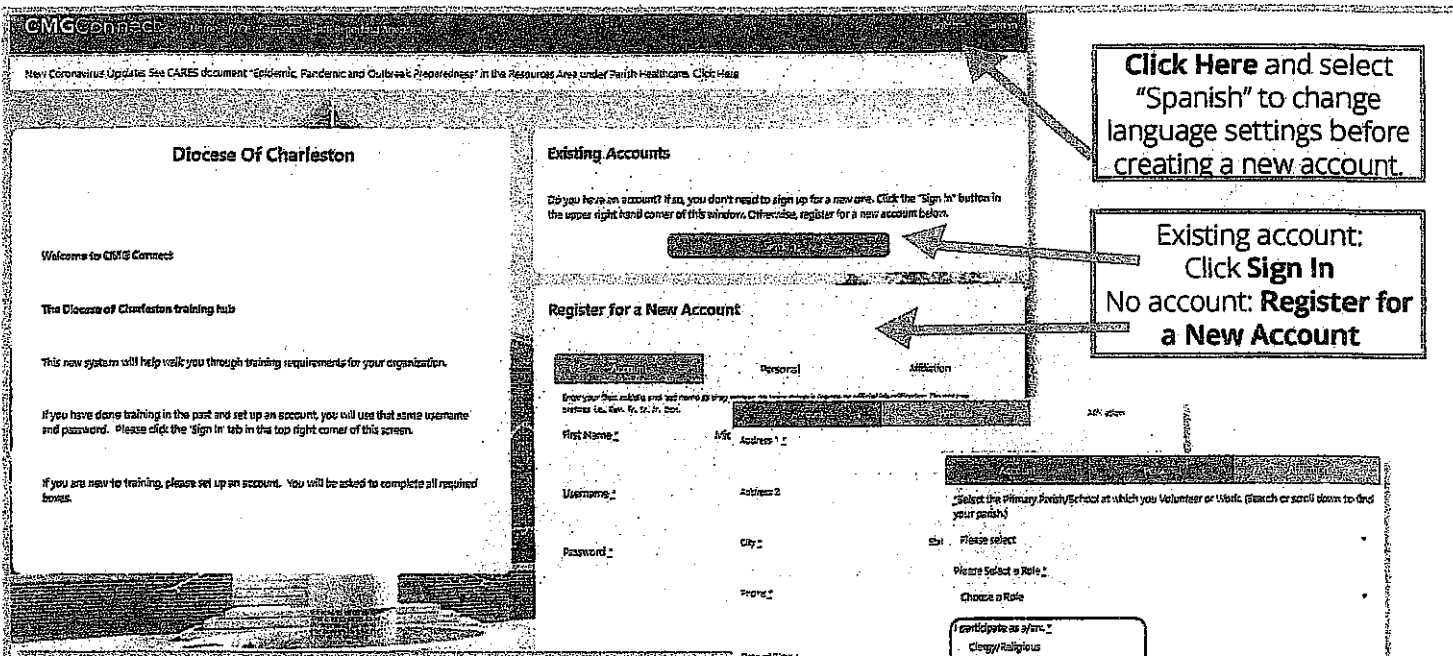 CMGConnect
New Coronavirus Updates See CARES document "Epidemic, Pandemic and Outbreak Preparedness" in the Resources Area under Parish Healthcare. Click Here
Click Here and select
"Spanish" to change
language settings before
creating a new account.
Diocese Of Charleston
Welcome to CMG Connect
The Diocese of Charleston training hub
This new system will help walk you through training requirements for your organization.
If you have done training in the past and set up an account, you will use that same username
and password. Please click the 'Sign In' tab in the top right corner of this screen.
If you are new to training, please set up an account. You will be asked to complete all required
boxes.
Existing Accounts
Do you have an account? If so, you don't need to sign up for a new one. Click the "Sign In" button in
the upper right hand corner of this window. Otherwise, register for a new account below.
Existing account:
Click Sign In
No account: Register for
a New Account
Register for a New Account
Account Personal Affiliation
First Name *
Username *
Password *
Address 1 *
Address 2
City *
Phone *
*Select the Primary Parish/School at which you Volunteer or Work. (Search or scroll down to find
your parish)
Please select
Please Select a Role *
Choose a Role
I participate as a/an: *
Clergy/Religious